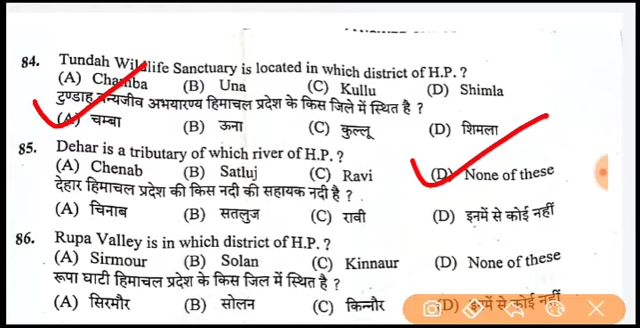 84. Tundah Wildlife Sanctuary is located in which district of H.P. ?
(A) Chamba (B) Una (C) Kullu (D) Shimla
टुण्डाह वन्यजीव अभयारण्य हिमाचल प्रदेश के किस जिले में स्थित है ?
(A) चम्बा (B) ऊना (C) कुल्लू (D) शिमला
85. Dehar is a tributary of which river of H.P. ?
(A) Chenab (B) Satluj (C) Ravi (D) None of these
देहार हिमाचल प्रदेश की किस नदी की सहायक नदी है ?
(A) चिनाब (B) सतलुज (C) रावी (D) इनमें से कोई नहीं
86. Rupa Valley is in which district of H.P. ?
(A) Sirmour (B) Solan (C) Kinnaur (D) None of these
रूपा घाटी हिमाचल प्रदेश के किस जिल में स्थित है ?
(A) सिरमौर (B) सोलन (C) किन्नौर (D) इनमें से कोई नहीं